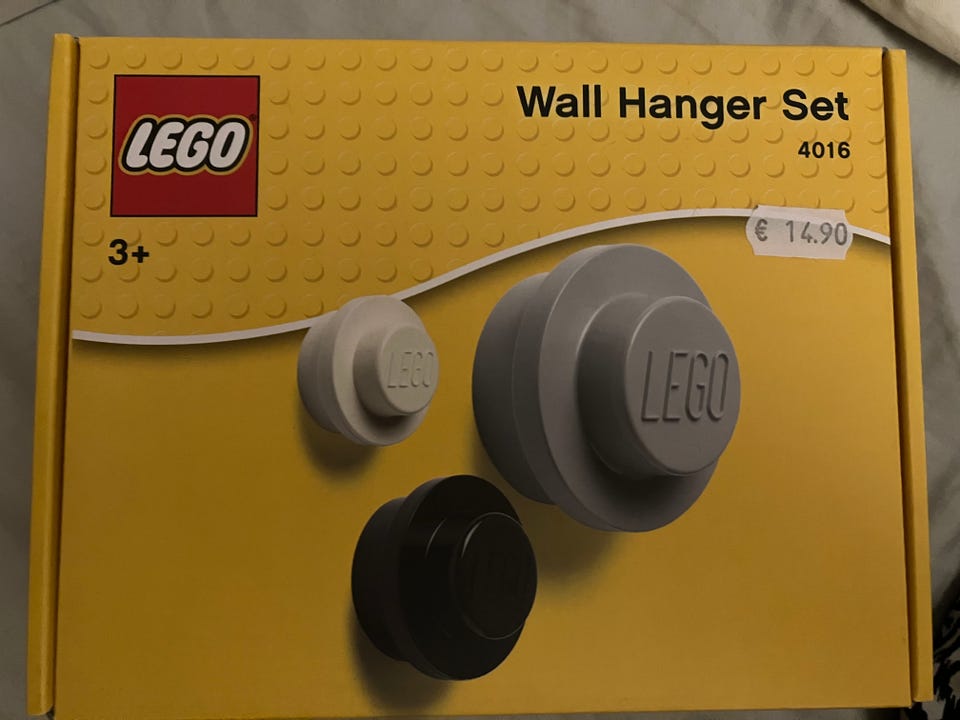 LEGO®
Wall Hanger Set
4016
3+
€ 14.90
LEGO
LEGO